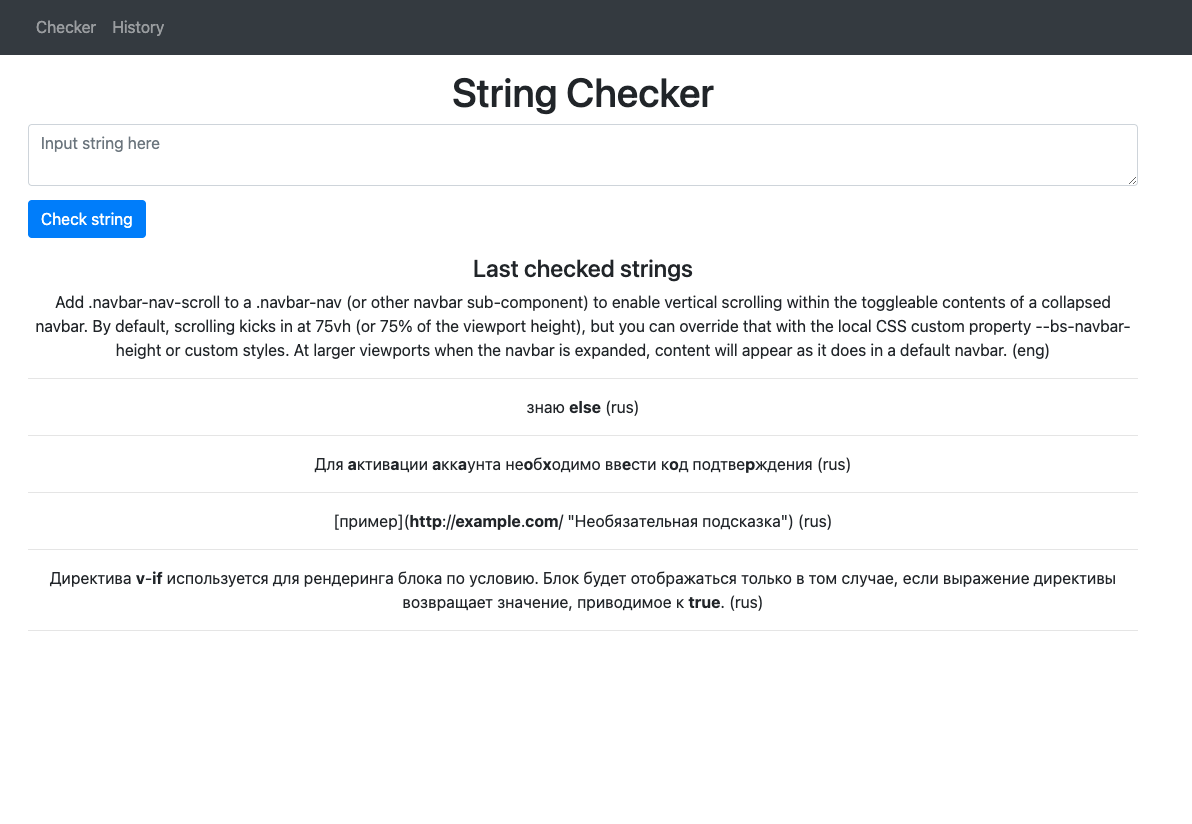 Checker History
String Checker
Input string here
Check string
Last checked strings
Add .navbar-nav-scroll to a .navbar-nav (or other navbar sub-component) to enable vertical scrolling within the toggleable contents of a collapsed
navbar. By default, scrolling kicks in at 75vh (or 75% of the viewport height), but you can override that with the local CSS custom property --bs-navbar-
height or custom styles. At larger viewports when the navbar is expanded, content will appear as it does in a default navbar. (eng)
знаю else (rus)
Для aктивaции aккaунта неoбxодимо ввeсти кoд подтвеpждения (rus)
[пример](http://example.com/ "Необязательная подсказка") (rus)
Директива v-if используется для рендеринга блока по условию. Блок будет отображаться только в том случае, если выражение директивы
возвращает значение, приводимое к true. (rus)